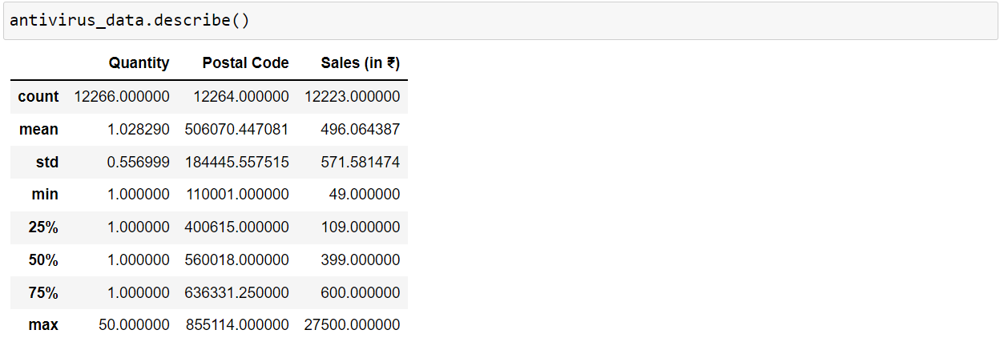 antivirus_data.describe()
Quantity Postal Code Sales (in ₹)
count 12266.000000 12264.000000 12223.000000
mean 1.028290 506070.447081 496.064387
std 0.556999 184445.557515 571.581474
min 1.000000 110001.000000 49.000000
25% 1.000000 400615.000000 109.000000
50% 1.000000 560018.000000 399.000000
75% 1.000000 636331.250000 600.000000
max 50.000000 855114.000000 27500.000000